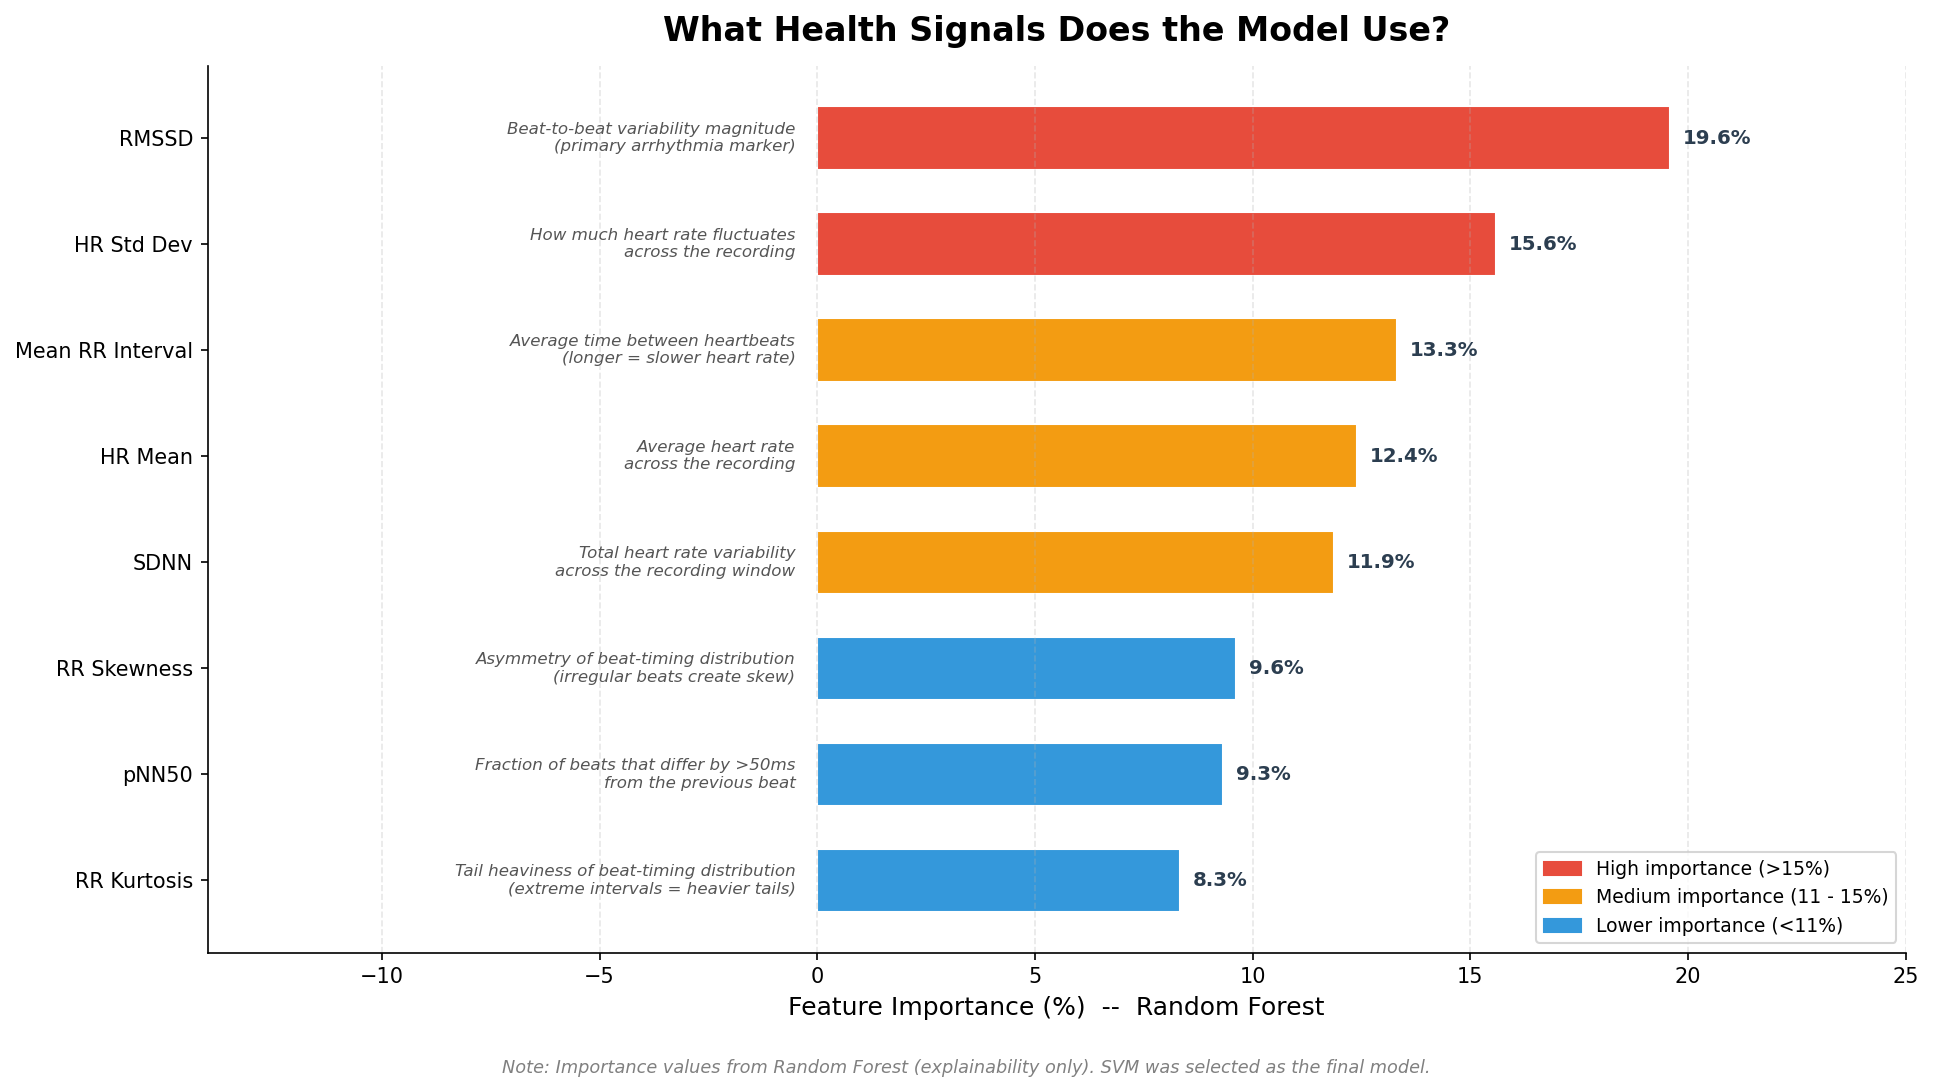 What Health Signals Does the Model Use?
RMSSD
Beat-to-beat variability magnitude
(primary arrhythmia marker)
19.6%
HR Std Dev
How much heart rate fluctuates
across the recording
15.6%
Mean RR Interval
Average time between heartbeats
(longer = slower heart rate)
13.3%
HR Mean
Average heart rate
across the recording
12.4%
SDNN
Total heart rate variability
across the recording window
11.9%
RR Skewness
Asymmetry of beat-timing distribution
(irregular beats create skew)
9.6%
pNN50
Fraction of beats that differ by >50ms
from the previous beat
9.3%
RR Kurtosis
Tail heaviness of beat-timing distribution
(extreme intervals = heavier tails)
8.3%
High importance (>15%)
Medium importance (11 - 15%)
Lower importance (<11%)
−10 −5 0 5 10 15 20 25
Feature Importance (%)  --  Random Forest
Note: Importance values from Random Forest (explainability only). SVM was selected as the final model.